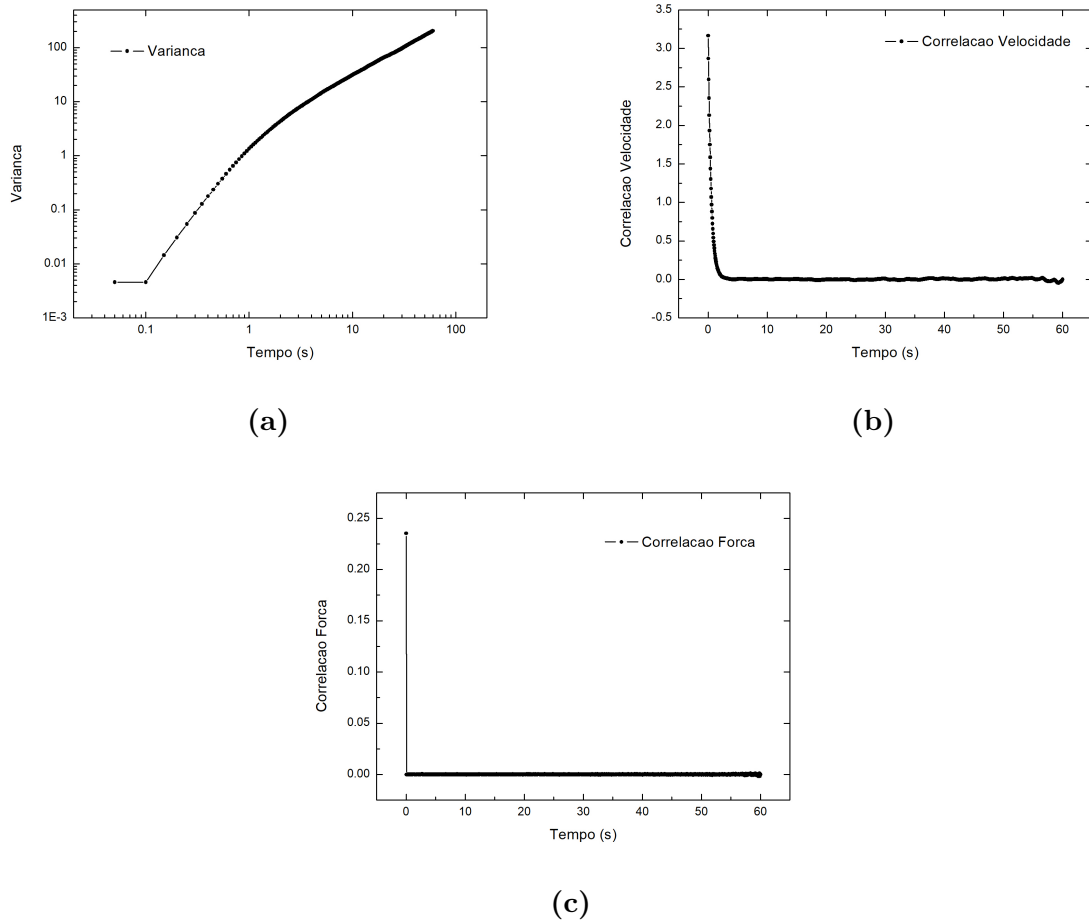 100
10
1
0.1
0.01
1E-3
Varianca
Varianca
0.1
1
10
100
Tempo (s)
(a)
3.5
3.0
2.5
2.0
1.5
1.0
0.5
0.0
-0.5
Correlacao Velocidade
Correlacao Velocidade
0
10
20
30
40
50
60
Tempo (s)
(b)
0.25
0.20
0.15
0.10
0.05
0.00
Correlacao Forca
Correlacao Forca
0
10
20
30
40
50
60
Tempo (s)
(c)